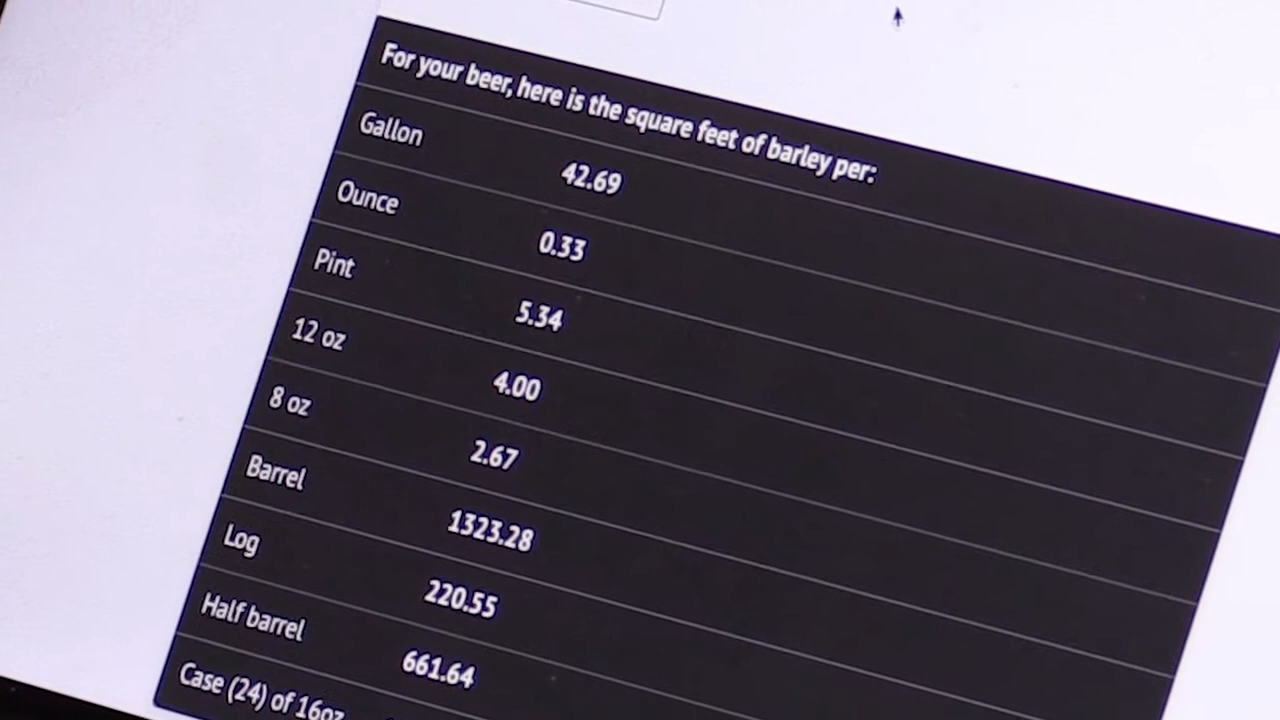 For your beer, here is the square feet of barley per:
Gallon 42.69
Ounce 0.33
Pint 5.34
12 oz 4.00
8 oz 2.67
Barrel 1323.28
Log 220.55
Half barrel 661.64
Case (24) of 16oz